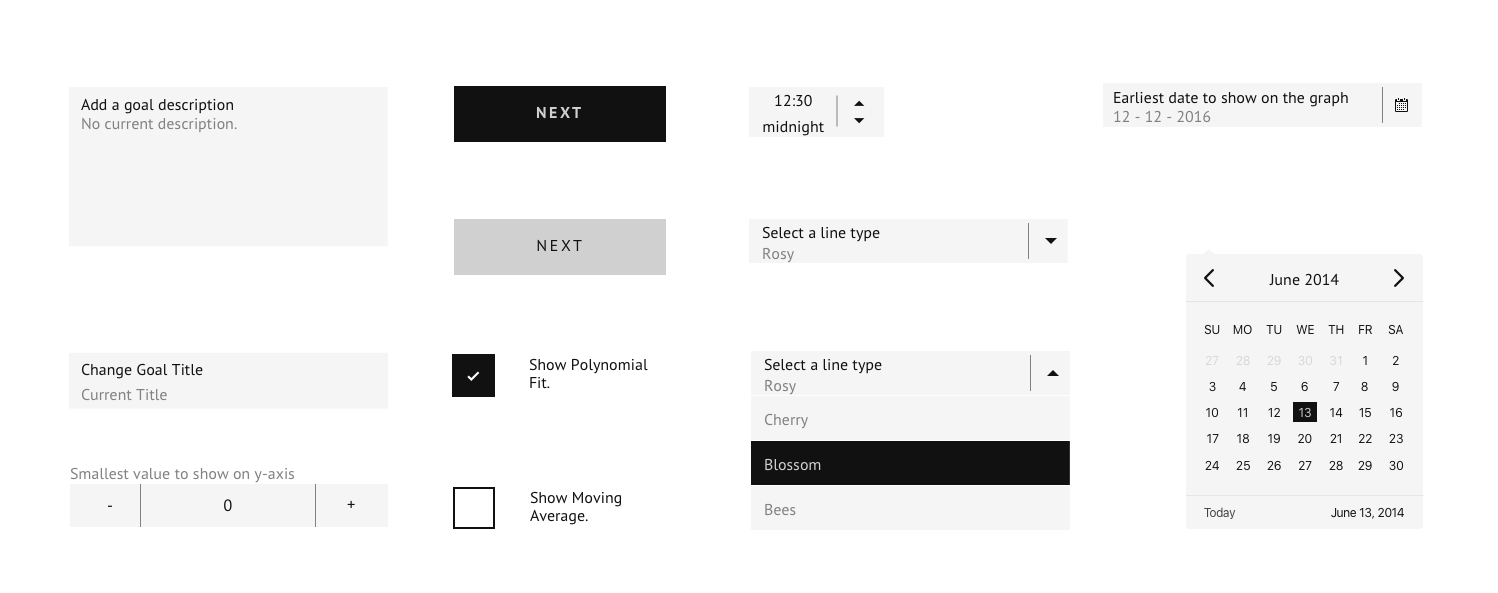 Add a goal description
No current description.
Change Goal Title
Current Title
Smallest value to show on y-axis
- 0 +
NEXT
NEXT
Show Polynomial
Fit.
Show Moving
Average.
12:30
midnight
Select a line type
Rosy
Select a line type
Rosy
Cherry
Blossom
Bees
Earliest date to show on the graph
12 - 12 - 2016
June 2014
SU MO TU WE TH FR SA
27 28 29 30 31 1 2
3 4 5 6 7 8 9
10 11 12 13 14 15 16
17 18 19 20 21 22 23
24 25 26 27 28 29 30
Today June 13, 2014